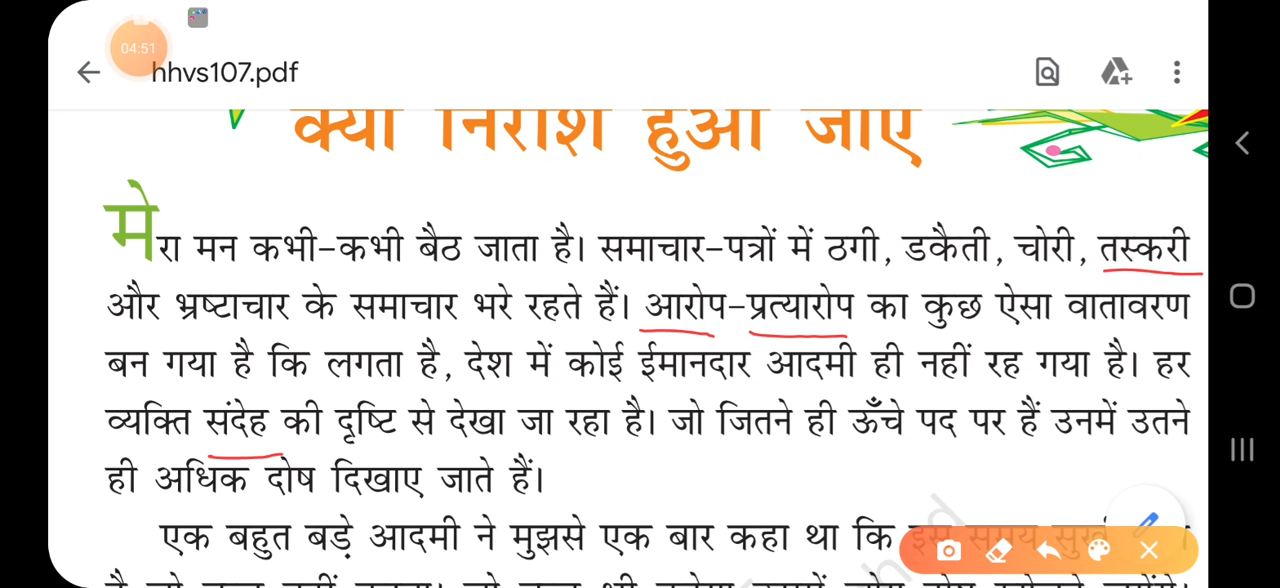 04:51
hhvs107.pdf
क्यों निराश हुआ जाए
मेरा मन कभी-कभी बैठ जाता है। समाचार-पत्रों में ठगी, डकैती, चोरी, तस्करी
और भ्रष्टाचार के समाचार भरे रहते हैं। आरोप-प्रत्यारोप का कुछ ऐसा वातावरण
बन गया है कि लगता है, देश में कोई ईमानदार आदमी ही नहीं रह गया है। हर
व्यक्ति संदेह की दृष्टि से देखा जा रहा है। जो जितने ही ऊँचे पद पर हैं उनमें उतने
ही अधिक दोष दिखाए जाते हैं।
एक बहुत बड़े आदमी ने मुझसे एक बार कहा था कि इस समय